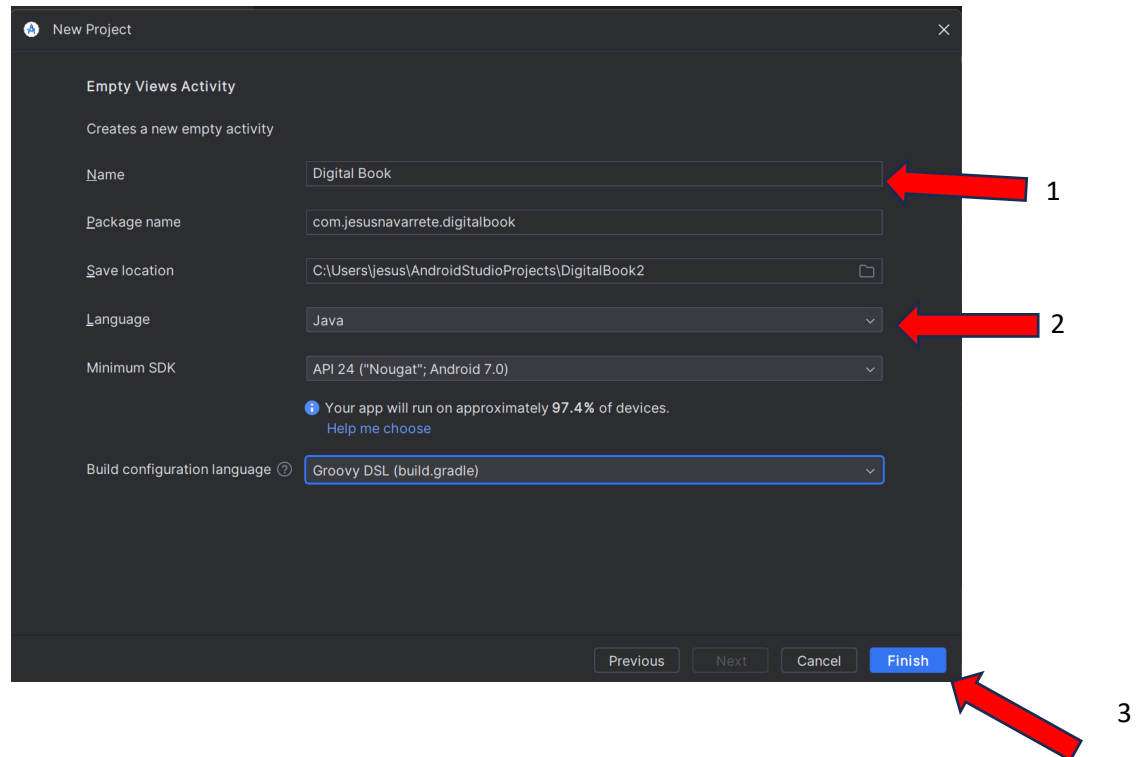 New Project
Empty Views Activity
Creates a new empty activity
Name Digital Book
1
Package name com.jesusnavarrete.digitalbook
Save location C:\Users\jesus\AndroidStudioProjects\DigitalBook2
Language Java
2
Minimum SDK API 24 ("Nougat"; Android 7.0)
Your app will run on approximately 97.4% of devices.
Help me choose
Build configuration language Groovy DSL (build.gradle)
Previous Next Cancel Finish
3